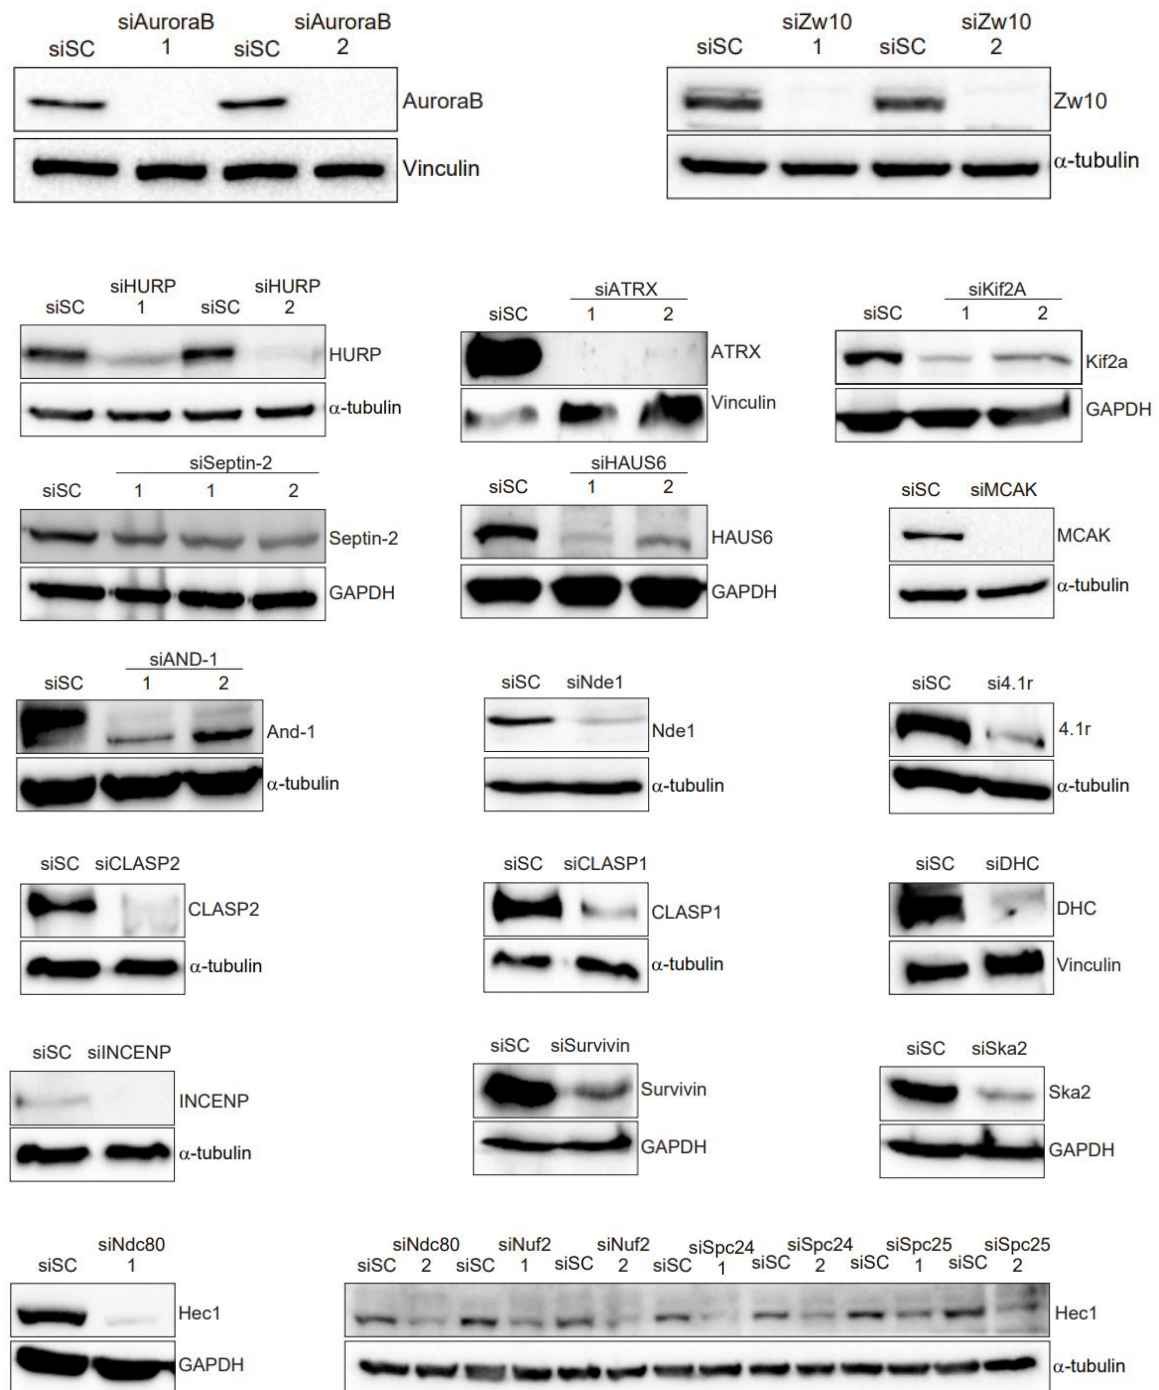 siAuroraB siAuroraB
siSC 1 siSC 2
AuroraB
Vinculin
siZw10 siZw10
siSC 1 siSC 2
Zw10
α-tubulin
siHURP siHURP
siSC 1 siSC 2
HURP
α-tubulin
siATRX
siSC 1 2
ATRX
Vinculin
siKif2A
siSC 1 2
Kif2a
GAPDH
siSeptin-2
siSC 1 1 2
Septin-2
GAPDH
siHAUS6
siSC 1 2
HAUS6
GAPDH
siSC siMCAK
MCAK
α-tubulin
siAND-1
siSC 1 2
And-1
α-tubulin
siSC siNde1
Nde1
α-tubulin
siSC si4.1r
4.1r
α-tubulin
siSC siCLASP2
CLASP2
α-tubulin
siSC siCLASP1
CLASP1
α-tubulin
siSC siDHC
DHC
Vinculin
siSC siINCENP
INCENP
α-tubulin
siSC siSurvivin
Survivin
GAPDH
siSC siSka2
Ska2
GAPDH
siNdc80
siSC 1
Hec1
GAPDH
siNdc80 siNuf2 siNuf2 siSpc24 siSpc24 siSpc25 siSpc25
siSC 2 siSC 1 siSC 2 siSC 1 siSC 2 siSC 1 siSC 2
Hec1
α-tubulin